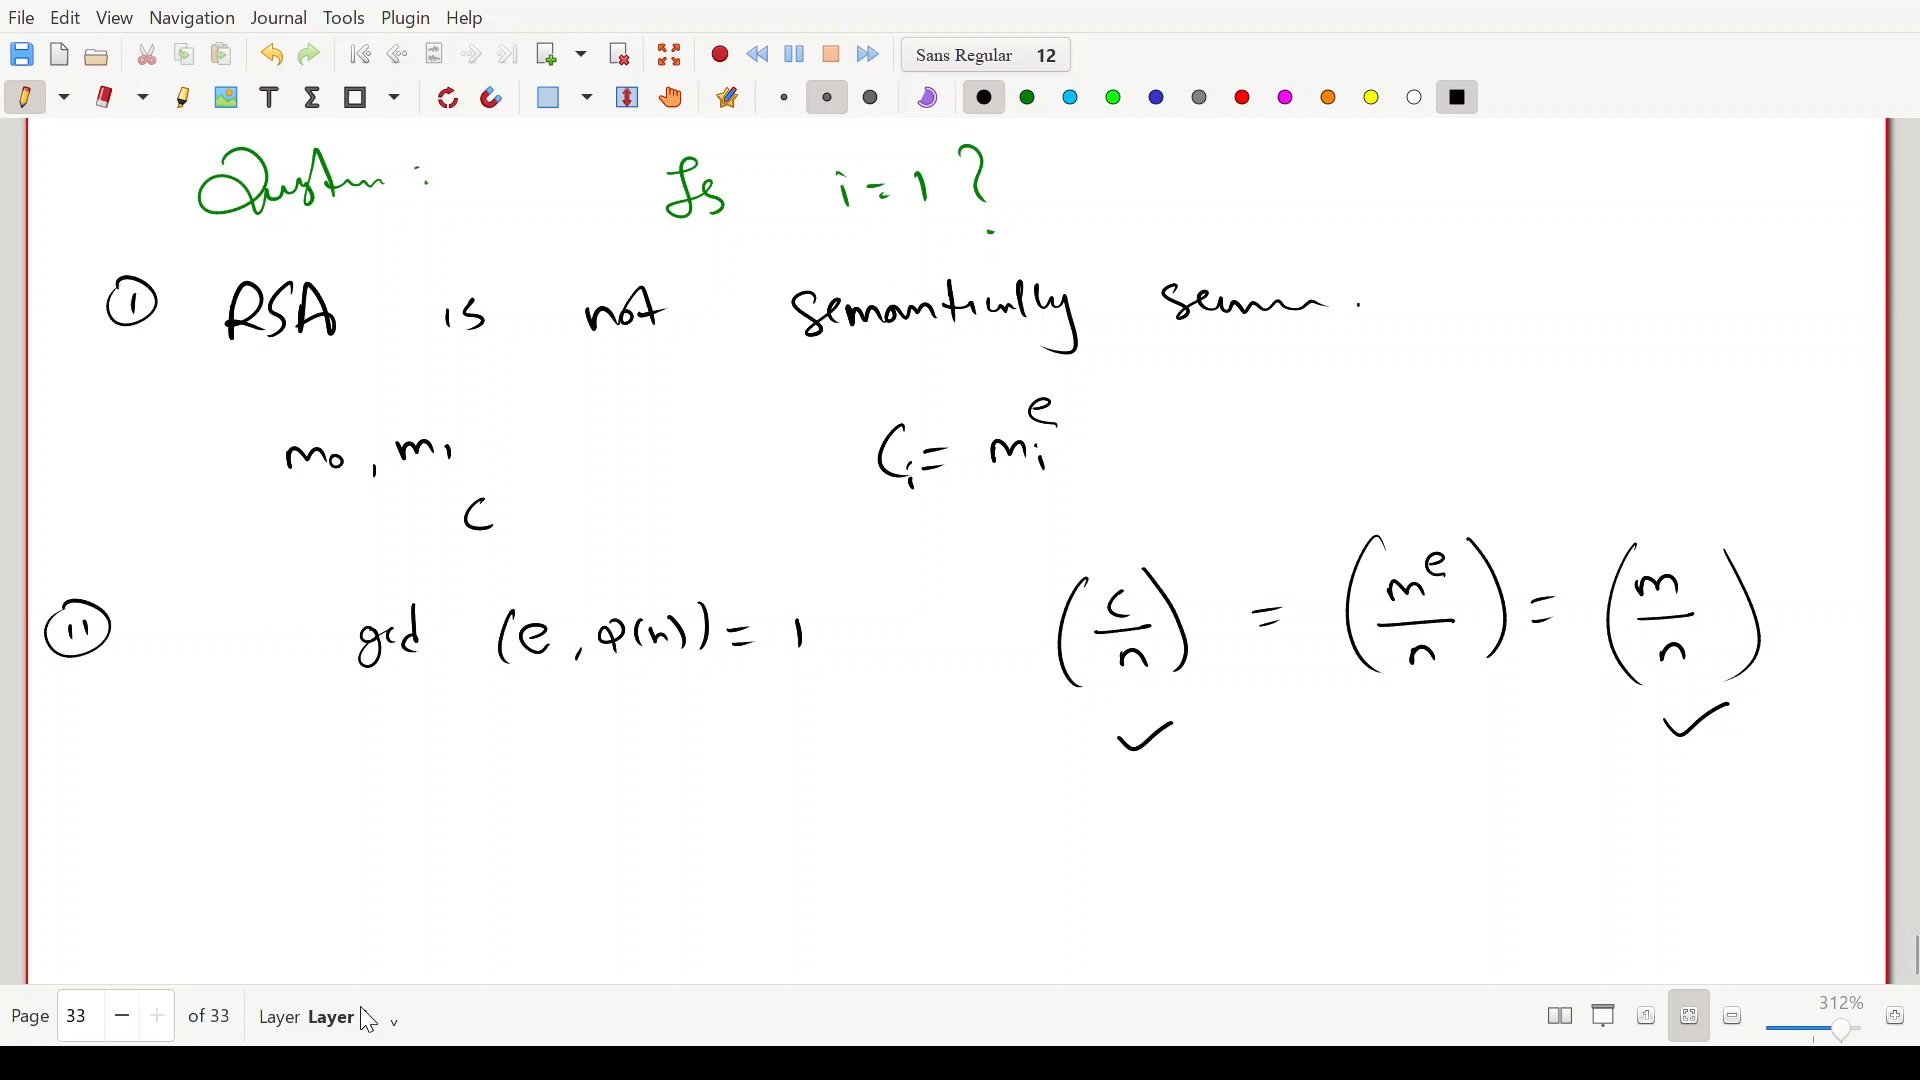 File Edit View Navigation Journal Tools Plugin Help
Sans Regular 12
Question : Is i = 1 ?
① RSA is not semantically secure .
m₀ , m₁ Cᵢ = mᵢᵉ
C
⑪ gcd (e , φ(n)) = 1 (c/n) = (mᵉ/n) = (m/n)
✓ ✓
Page 33 of 33 Layer Layer 312%